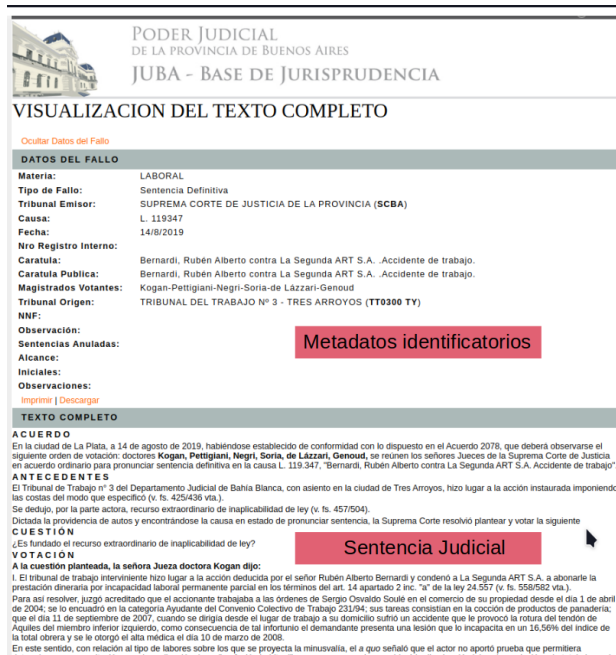 PODER JUDICIAL
DE LA PROVINCIA DE BUENOS AIRES
JUBA - BASE DE JURISPRUDENCIA
VISUALIZACION DEL TEXTO COMPLETO
Ocultar Datos del Fallo
DATOS DEL FALLO
Materia: LABORAL
Tipo de Fallo: Sentencia Definitiva
Tribunal Emisor: SUPREMA CORTE DE JUSTICIA DE LA PROVINCIA (SCBA)
Causa: L. 119347
Fecha: 14/8/2019
Nro Registro Interno:
Caratula: Bernardi, Rubén Alberto contra La Segunda ART S.A. .Accidente de trabajo.
Caratula Publica: Bernardi, Rubén Alberto contra La Segunda ART S.A. .Accidente de trabajo.
Magistrados Votantes: Kogan-Pettigiani-Negri-Soria-de Lázzari-Genoud
Tribunal Origen: TRIBUNAL DEL TRABAJO Nº 3 - TRES ARROYOS (TT0300 TY)
NNF:
Observación:
Sentencias Anuladas:
Metadatos identificatorios
Alcance:
Iniciales:
Observaciones:
Imprimir | Descargar
TEXTO COMPLETO
A C U E R D O
En la ciudad de La Plata, a 14 de agosto de 2019, habiéndose establecido de conformidad con lo dispuesto en el Acuerdo 2078, que deberá observarse el
siguiente orden de votación: doctores Kogan, Pettigiani, Negri, Soria, de Lázzari, Genoud, se reúnen los señores Jueces de la Suprema Corte de Justicia
en acuerdo ordinario para pronunciar sentencia definitiva en la causa L. 119.347, "Bernardi, Rubén Alberto contra La Segunda ART S.A. Accidente de trabajo"
A N T E C E D E N T E S
El Tribunal de Trabajo n° 3 del Departamento Judicial de Bahía Blanca, con asiento en la ciudad de Tres Arroyos, hizo lugar a la acción instaurada imponiendo
las costas del modo que especificó (v. fs. 425/436 vta.).
Se dedujo, por la parte actora, recurso extraordinario de inaplicabilidad de ley (v. fs. 457/504).
Dictada la providencia de autos y encontrándose la causa en estado de pronunciar sentencia, la Suprema Corte resolvió plantear y votar la siguiente
C U E S T I Ó N
¿Es fundado el recurso extraordinario de inaplicabilidad de ley?
Sentencia Judicial
V O T A C I Ó N
A la cuestión planteada, la señora Jueza doctora Kogan dijo:
I. El tribunal de trabajo interviniente hizo lugar a la acción deducida por el señor Rubén Alberto Bernardi y condenó a La Segunda ART S.A. a abonarle la
prestación dineraria por incapacidad laboral permanente parcial en los términos del art. 14 apartado 2 inc. "a" de la ley 24.557 (v. fs. 558/582 vta.).
Para así resolver, juzgó acreditado que el accionante trabajaba a las órdenes de Sergio Osvaldo Soulé en el comercio de su propiedad desde el día 1 de abril
de 2004; se lo encuadró en la categoría Ayudante del Convenio Colectivo de Trabajo 231/94; sus tareas consistían en la cocción de productos de panadería;
que el día 11 de septiembre de 2007, cuando se dirigía desde el lugar de trabajo a su domicilio sufrió un accidente que le provocó la rotura del tendón de
Aquiles del miembro inferior izquierdo, como consecuencia de tal infortunio el demandante presenta una lesión que lo incapacita en un 16,56% del índice de
la total obrera y se le otorgó el alta médica el día 10 de marzo de 2008.
En este sentido, con relación al tipo de labores sobre los que se proyecta la minusvalía, el a quo señaló que el actor no aportó prueba que permitiera